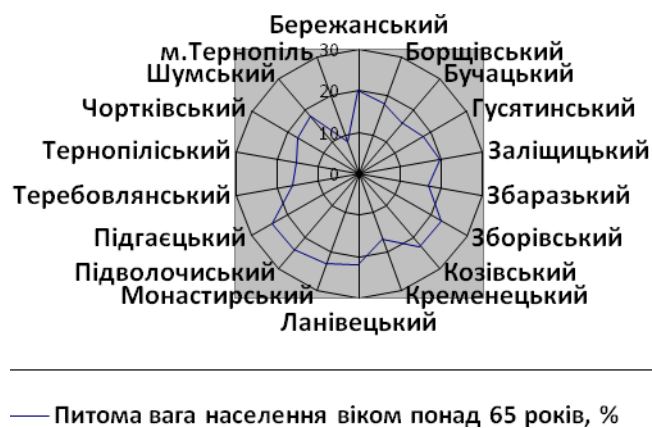 Бережанський
м.Тернопіль 30 Борщівський
Шумський Бучацький
20
Чортківський Гусятинський
10
Тернопіліський Заліщицький
0
Теребовлянський Збаразький
Підгаєцький Зборівський
Підволочиський Козівський
Монастирський Кременецький
Ланівецький
Питома вага населення віком понад 65 років, %